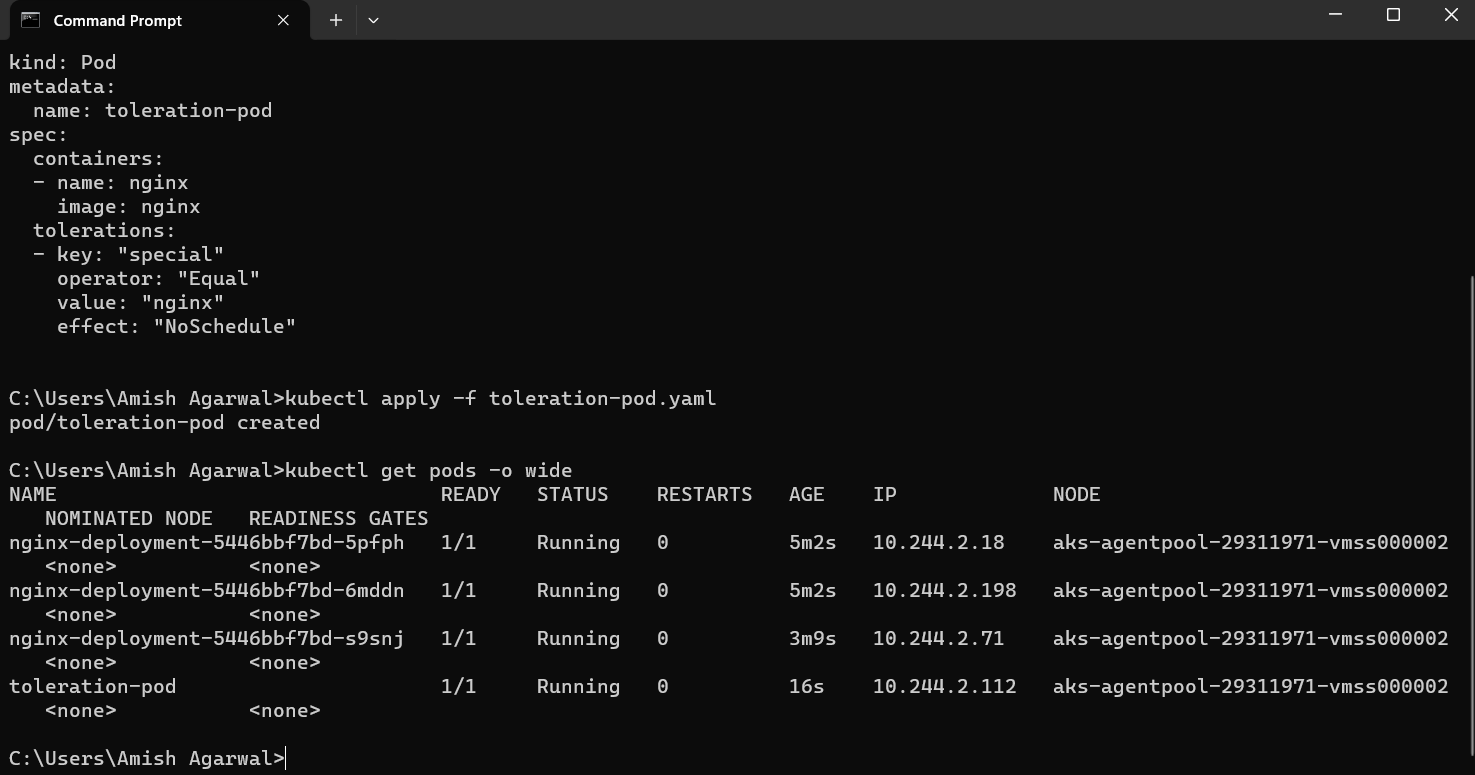 Command Prompt
kind: Pod
metadata:
  name: toleration-pod
spec:
  containers:
  - name: nginx
    image: nginx
  tolerations:
  - key: "special"
    operator: "Equal"
    value: "nginx"
    effect: "NoSchedule"
C:\Users\Amish Agarwal>kubectl apply -f toleration-pod.yaml
pod/toleration-pod created
C:\Users\Amish Agarwal>kubectl get pods -o wide
NAME                                READY   STATUS    RESTARTS   AGE    IP             NODE
   NOMINATED NODE   READINESS GATES
nginx-deployment-5446bbf7bd-5pfph   1/1     Running   0          5m2s   10.244.2.18    aks-agentpool-29311971-vmss000002
   <none>           <none>
nginx-deployment-5446bbf7bd-6mddn   1/1     Running   0          5m2s   10.244.2.198   aks-agentpool-29311971-vmss000002
   <none>           <none>
nginx-deployment-5446bbf7bd-s9snj   1/1     Running   0          3m9s   10.244.2.71    aks-agentpool-29311971-vmss000002
   <none>           <none>
toleration-pod                      1/1     Running   0          16s    10.244.2.112   aks-agentpool-29311971-vmss000002
   <none>           <none>
C:\Users\Amish Agarwal>